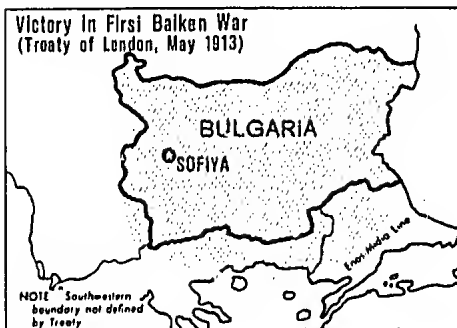 Victory in First Balkan War
(Treaty of London, May 1913)
BULGARIA
SOFIYA
Enos-Midia Line
NOTE: Southwestern
boundary not defined
by Treaty